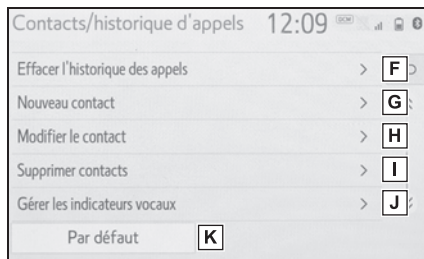 Contacts/historique d'appels 12:09 DCM
Effacer l'historique des appels > F
Nouveau contact > G
Modifier le contact > H
Supprimer contacts > I
Gérer les indicateurs vocaux > J
Par défaut K